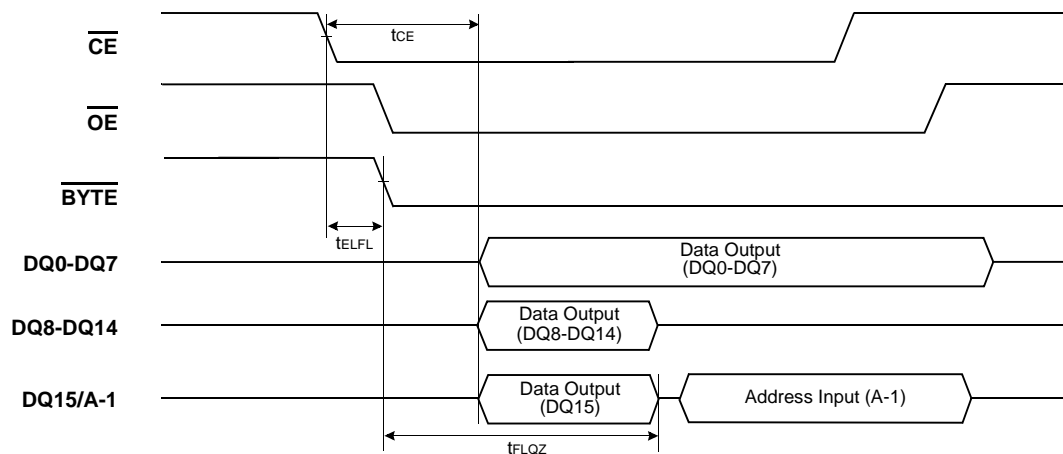 tCE
CE
OE
BYTE
tELFL
DQ0-DQ7
Data Output
(DQ0-DQ7)
DQ8-DQ14
Data Output
(DQ8-DQ14)
DQ15/A-1
Data Output
(DQ15)
Address Input (A-1)
tFLQZ